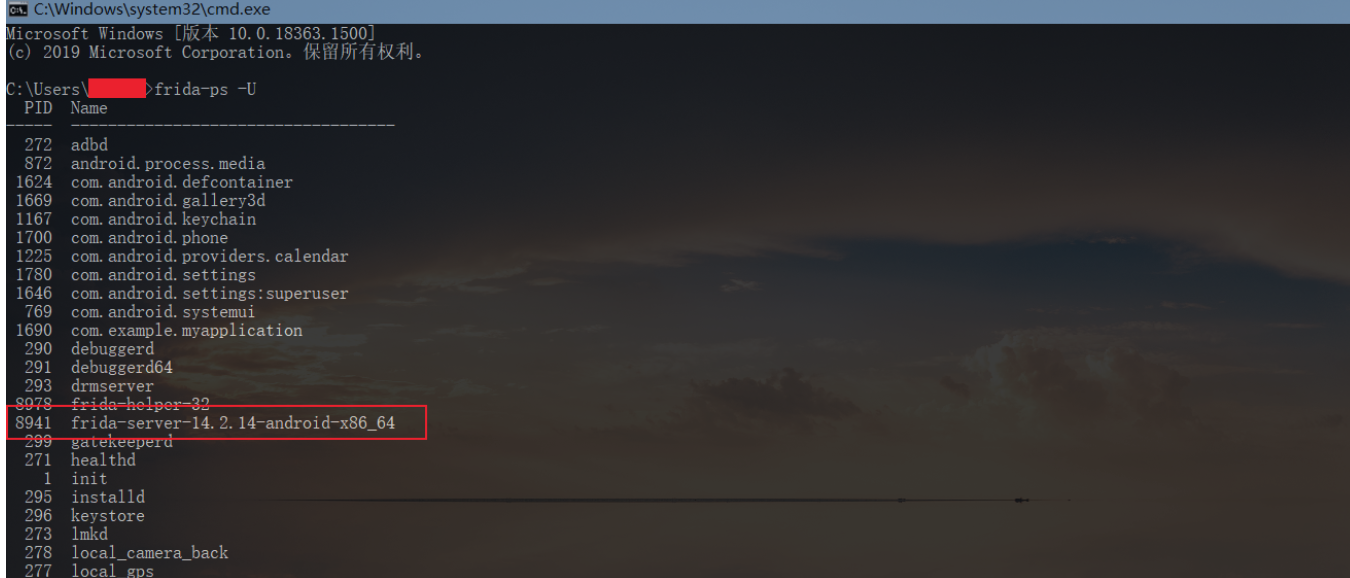 C:\Windows\system32\cmd.exe
Microsoft Windows [版本 10.0.18363.1500]
(c) 2019 Microsoft Corporation。保留所有权利。
C:\Users\ >frida-ps -U
PID Name
----- -----------------------------------
272 adbd
872 android.process.media
1624 com.android.defcontainer
1669 com.android.gallery3d
1167 com.android.keychain
1700 com.android.phone
1225 com.android.providers.calendar
1780 com.android.settings
1646 com.android.settings:superuser
769 com.android.systemui
1690 com.example.myapplication
290 debuggerd
291 debuggerd64
293 drmserver
8978 frida-helper-32
8941 frida-server-14.2.14-android-x86_64
299 gatekeeperd
271 healthd
1 init
295 installd
296 keystore
273 lmkd
278 local_camera_back
277 local_gps